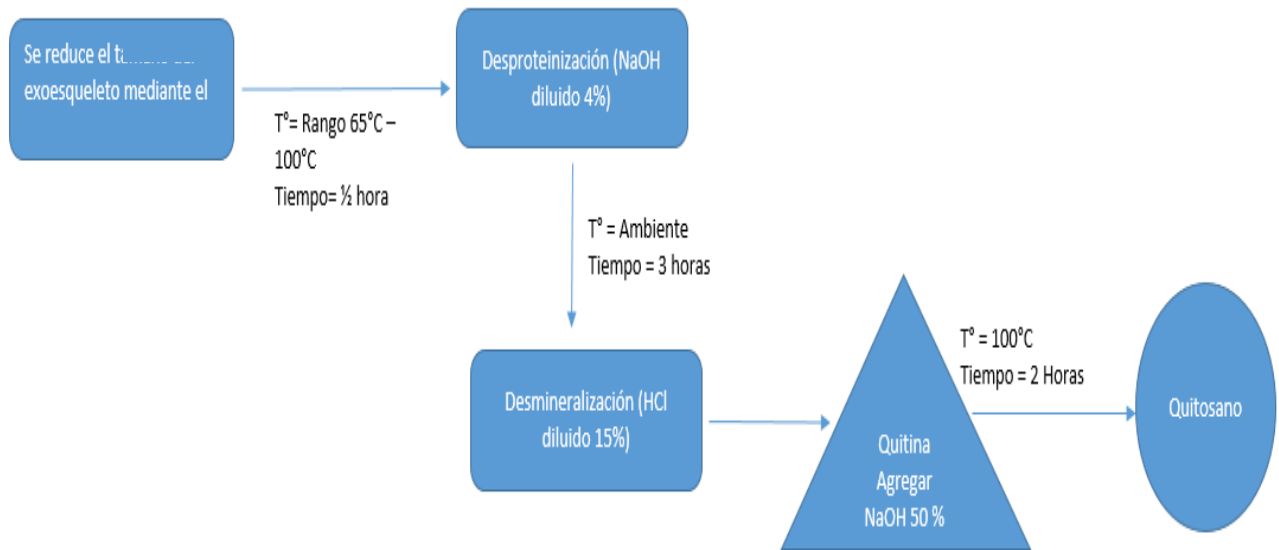 Se reduce el
exoesqueleto mediante el
T°= Rango 65°C –
100°C
Tiempo= ½ hora
Desproteinización (NaOH
diluido 4%)
T° = Ambiente
Tiempo = 3 horas
Desmineralización (HCl
diluido 15%)
Quitina
Agregar
NaOH 50 %
T° = 100°C
Tiempo = 2 Horas
Quitosano